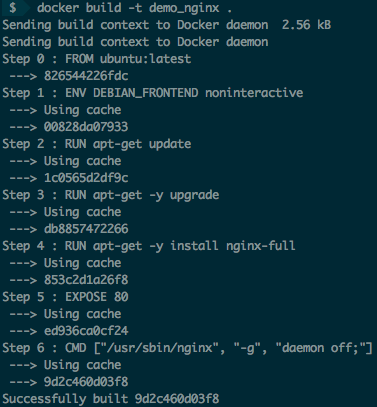 $ docker build -t demo_nginx .
Sending build context to Docker daemon  2.56 kB
Sending build context to Docker daemon
Step 0 : FROM ubuntu:latest
 ---> 826544226fdc
Step 1 : ENV DEBIAN_FRONTEND noninteractive
 ---> Using cache
 ---> 00828da07933
Step 2 : RUN apt-get update
 ---> Using cache
 ---> 1c0565d2df9c
Step 3 : RUN apt-get -y upgrade
 ---> Using cache
 ---> db8857472266
Step 4 : RUN apt-get -y install nginx-full
 ---> Using cache
 ---> 853c2d1a26f8
Step 5 : EXPOSE 80
 ---> Using cache
 ---> ed936ca0cf24
Step 6 : CMD ["/usr/sbin/nginx", "-g", "daemon off;"]
 ---> Using cache
 ---> 9d2c460d03f8
Successfully built 9d2c460d03f8